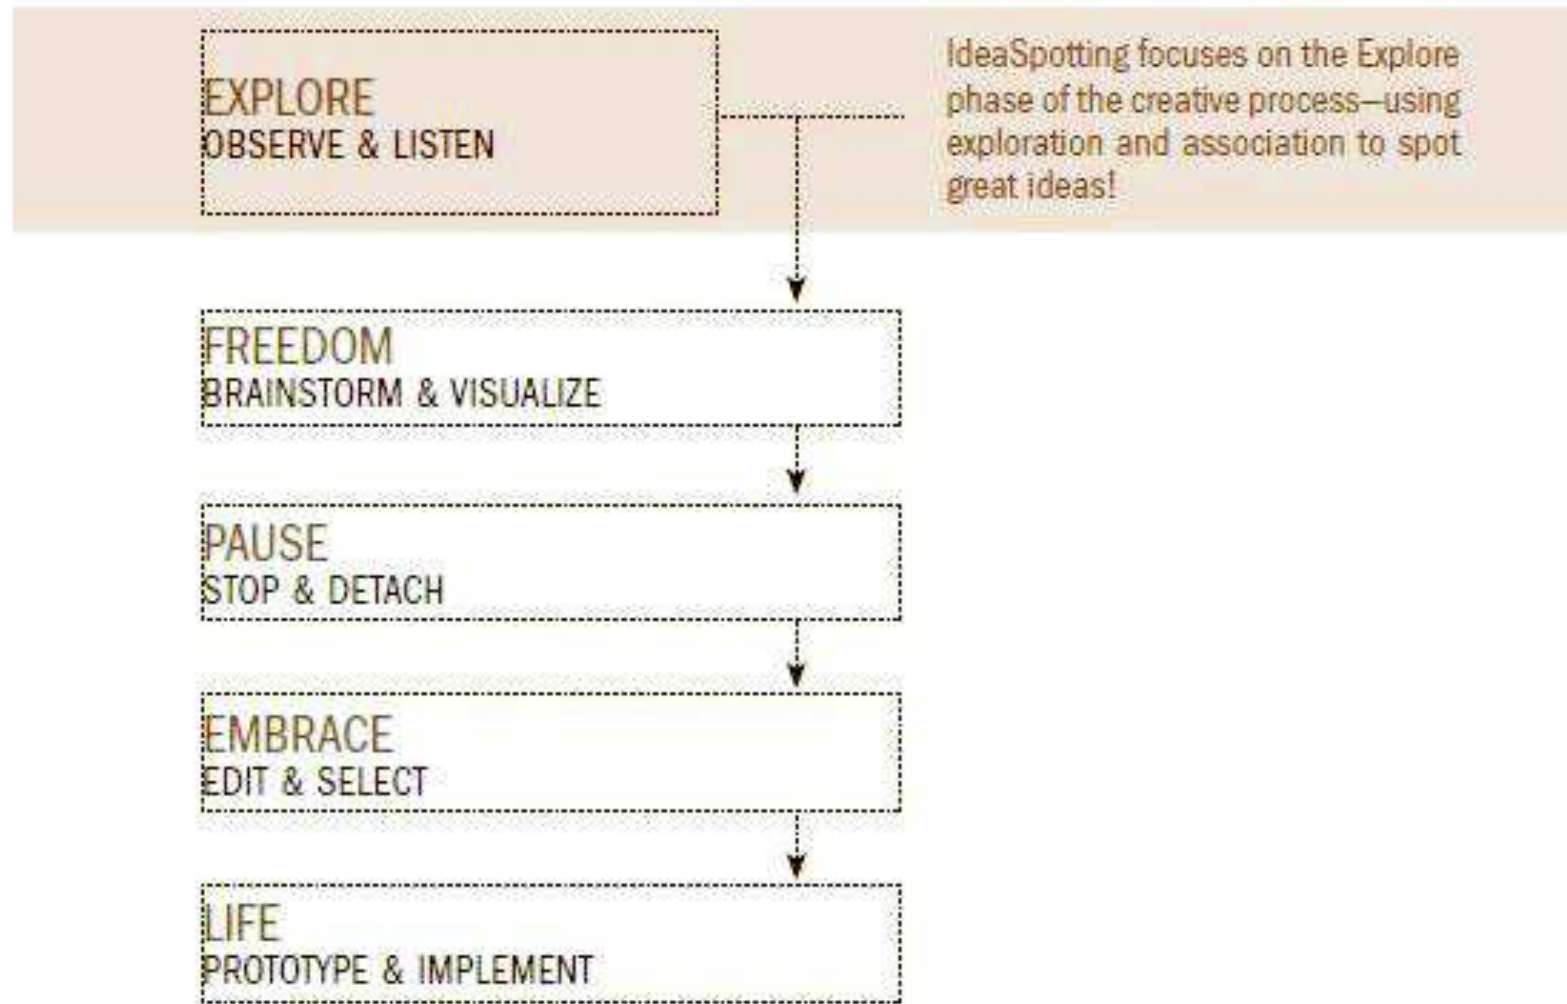 EXPLORE
OBSERVE & LISTEN
IdeaSpotting focuses on the Explore
phase of the creative process—using
exploration and association to spot
great ideas!
FREEDOM
BRAINSTORM & VISUALIZE
PAUSE
STOP & DETACH
EMBRACE
EDIT & SELECT
LIFE
PROTOTYPE & IMPLEMENT